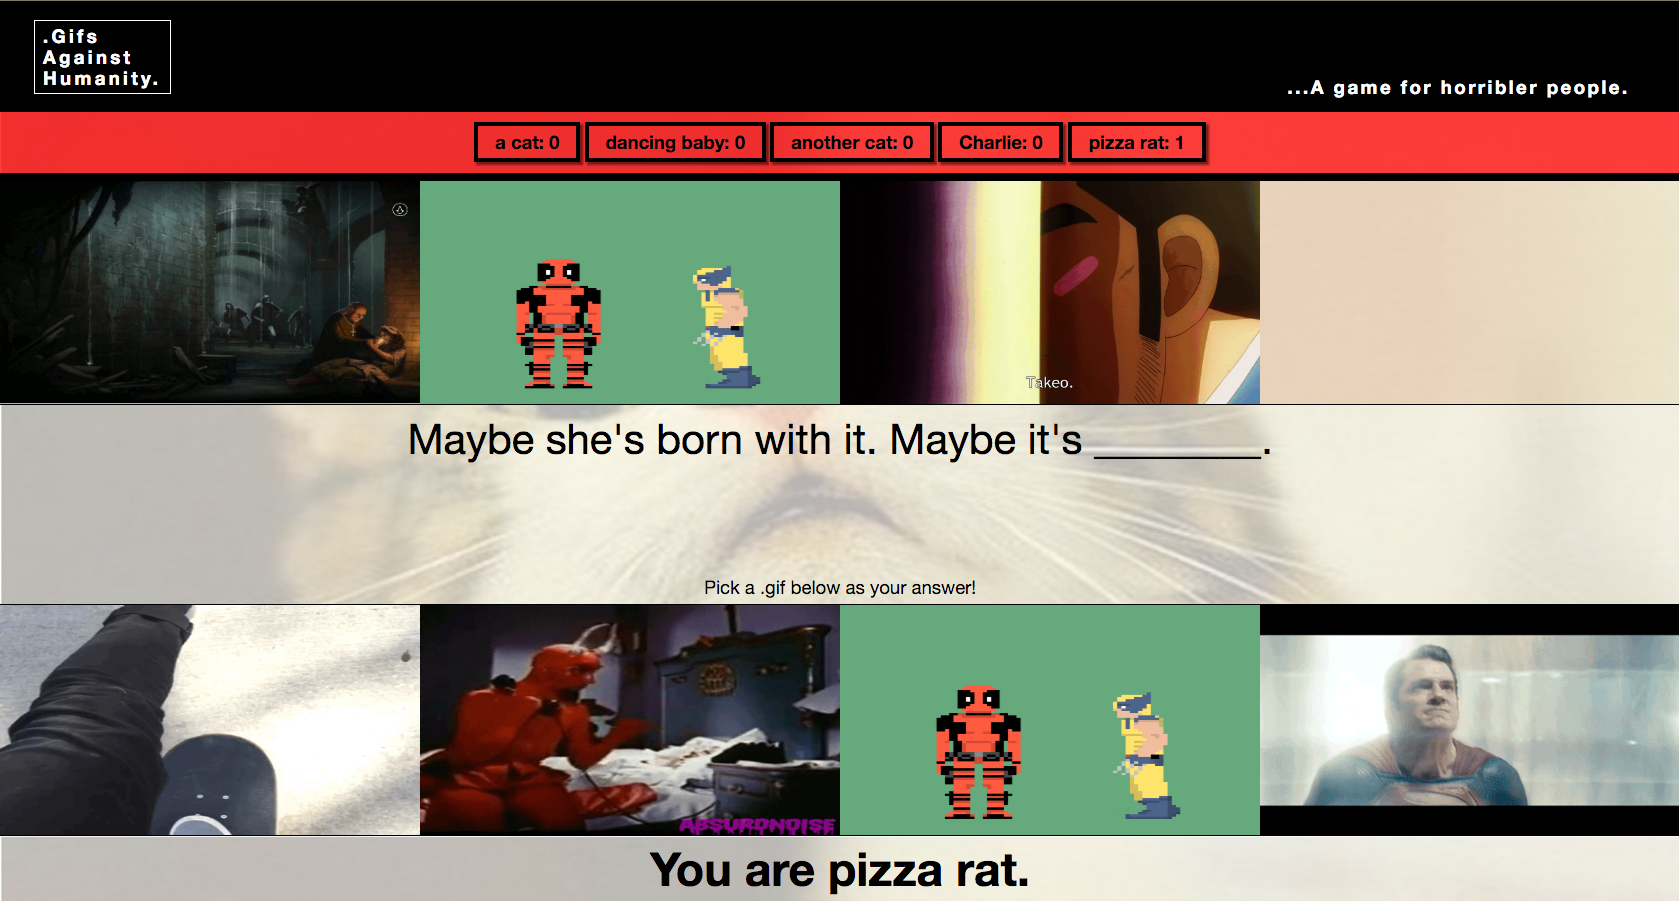 .Gifs
Against
Humanity.
...A game for horribler people.
a cat: 0
dancing baby: 0
another cat: 0
Charlie: 0
pizza rat: 1
Takeo.
Maybe she's born with it. Maybe it's ________.
Pick a .gif below as your answer!
ABSURDNOISE
You are pizza rat.